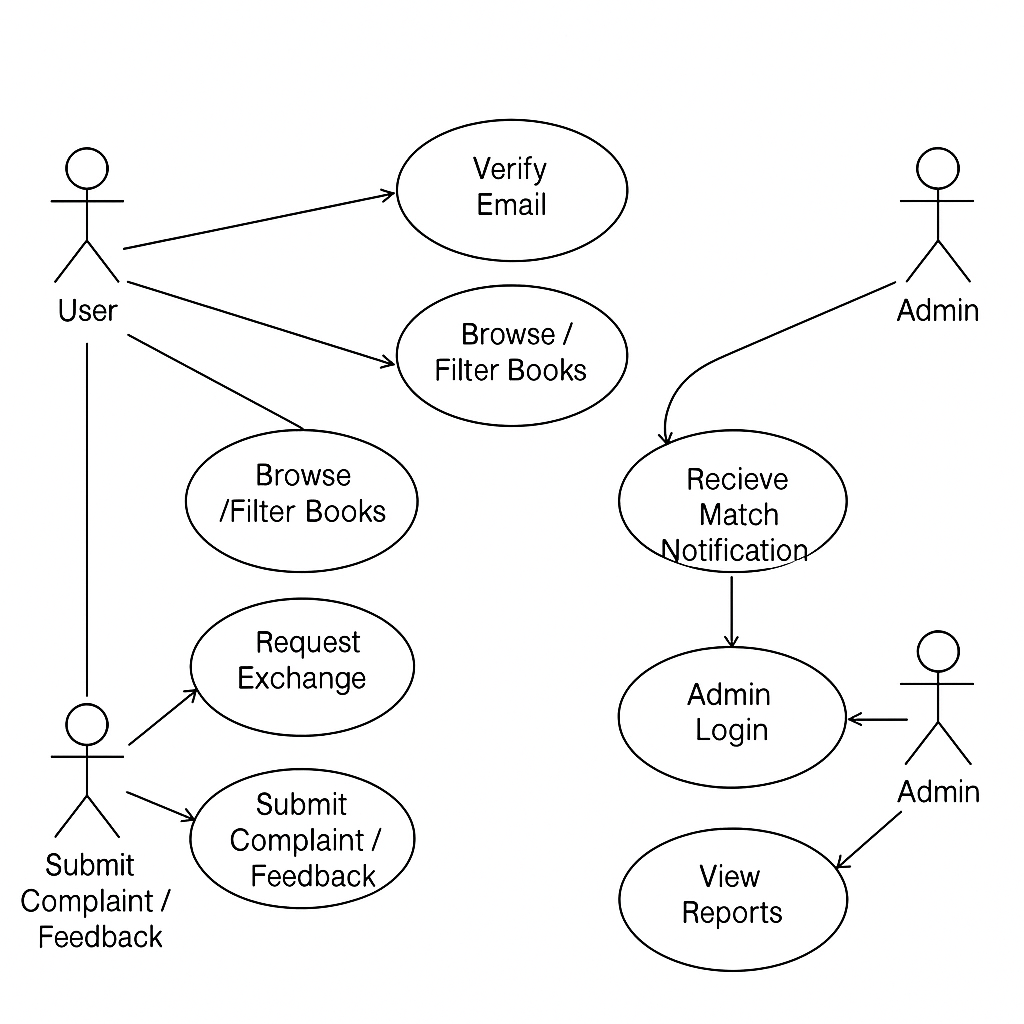 Verify
Email
User
Admin
Browse /
Filter Books
Browse
/Filter Books
Recieve
Match
Notification
Request
Exchange
Admin
Login
Admin
Submit
Complaint /
Feedback
Submit
Complaint /
Feedback
View
Reports